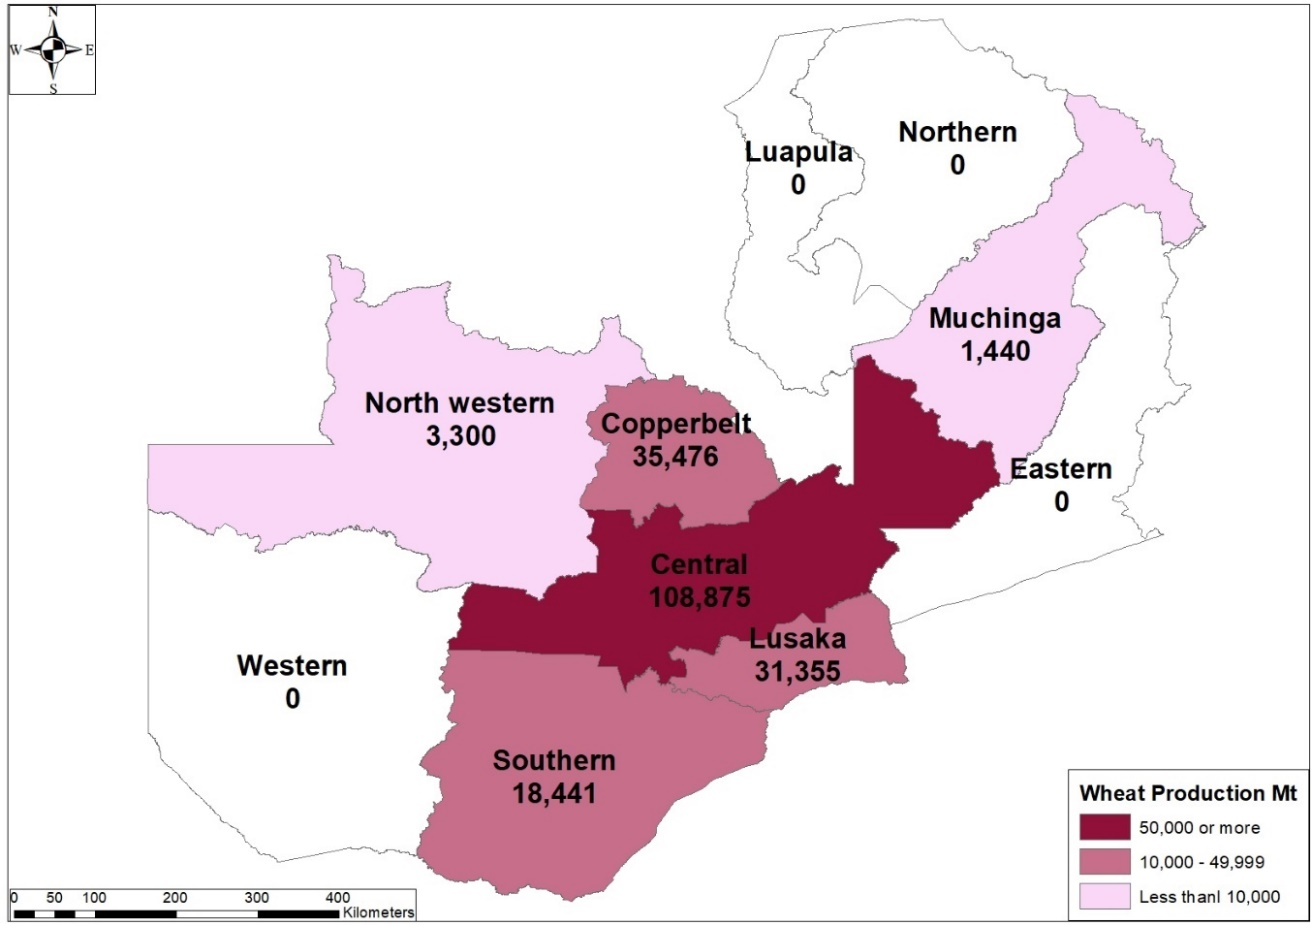 N
W E
S
Northern
0
Luapula
0
Muchinga
1,440
North western
3,300
Copperbelt
35,476
Eastern
0
Central
108,875
Lusaka
31,355
Western
0
Southern
18,441
Wheat Production Mt
50,000 or more
10,000 - 49,999
Less thanl 10,000
0 50 100 200 300 400
Kilometers